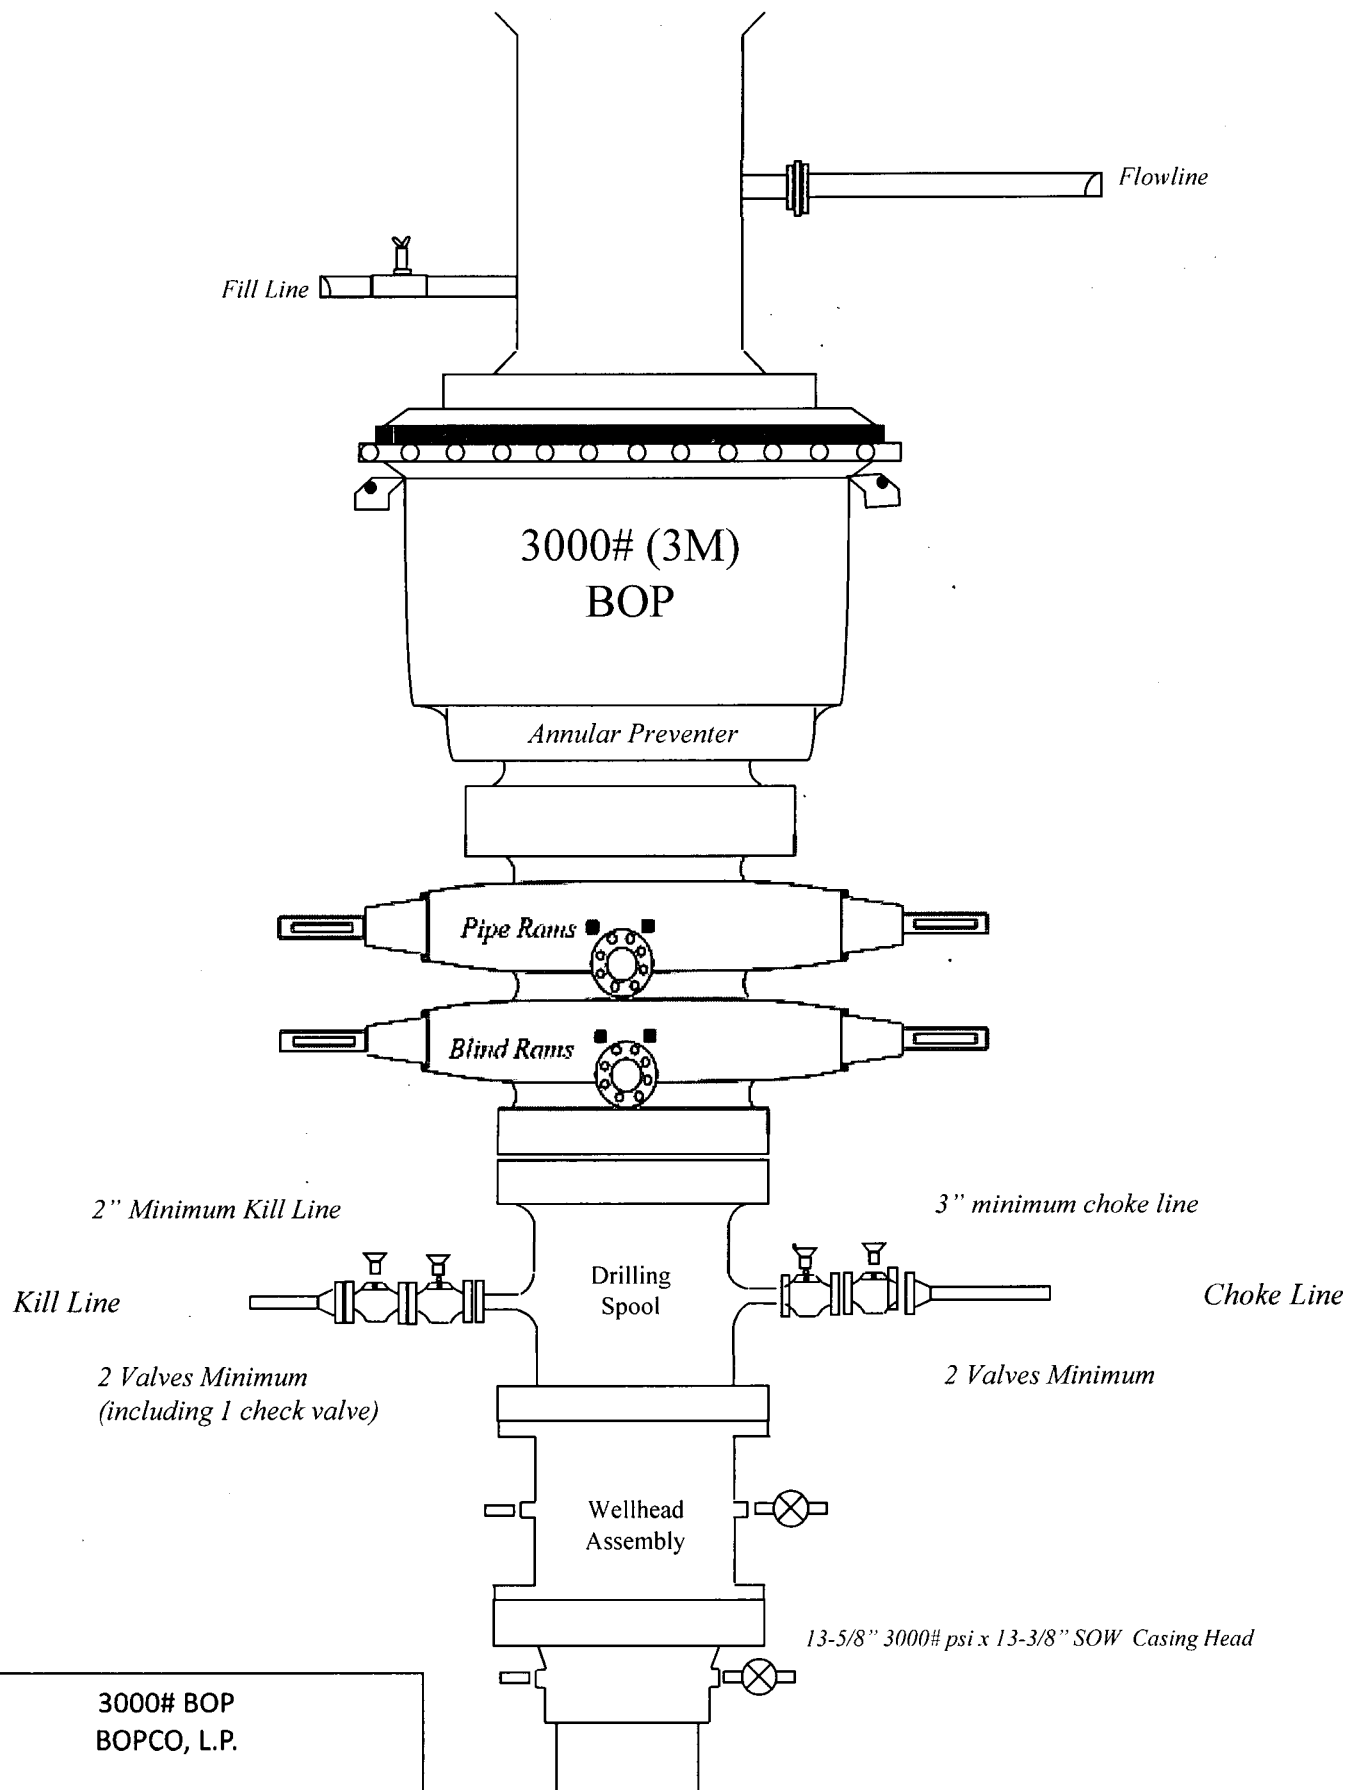 Flowline
Fill Line
3000# (3M)
BOP
Annular Preventer
Pipe Rams
Blind Rams
2” Minimum Kill Line
3” minimum choke line
Drilling
Spool
Kill Line
Choke Line
2 Valves Minimum
(including 1 check valve)
2 Valves Minimum
Wellhead
Assembly
13-5/8” 3000# psi x 13-3/8” SOW Casing Head
3000# BOP
BOPCO, L.P.